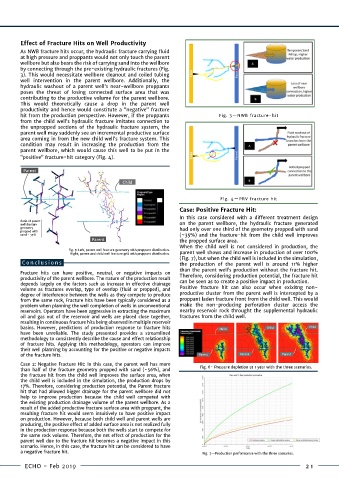 Effect of Fracture Hits on Well Productivity
As NWB fracture hits occur, the hydraulic fracture carrying fluid
at high pressure and proppants would not only touch the parent
wellbore but also bears the risk of carrying sand into the wellbore
by connecting through the pre-existing hydraulic fractures (Fig.
3). This would necessitate wellbore cleanout and coiled tubing
well intervention in the parent wellbore. Additionally, the
hydraulic washout of a parent well's near-wellbore proppants
poses the threat of losing connected surface area that was
contributing to the productive volume for the parent wellbore.
This would theoretically cause a drop in the parent well
productivity and hence would constitute a "negative" fracture
hit from the production perspective. However, if the proppants
from the child well's hydraulic fracture imitates connection to
the unpropped sections of the hydraulic fracture system, the
parent well may suddenly see an incremental productive surface
area coming in from the new child well's fracture system. This
condition may result in increasing the production from the
parent wellbore, which would cause this well to be put in the
"positive" fracture-hit category (Fig. 4).
Parent
Child
Parent
Conclusions
Fracture hits can have positive, neutral, or negative impacts on
productivity of the parent wellbore. The nature of the production result
depends largely on the factors such as increase in effective drainage
volume as fractures overlap, type of overlap (fluid or proppant), and
degree of interference between the wells as they compete to produce
from the same rock. Fracture hits have been typically considered as a
problem when planning the well completion of wells in unconventional
reservoirs. Operators have been aggressive in extracting the maximum
oil and gas out of the reservoir and wells are placed close together,
resulting in continuous fracture hits being observed in multiple reservoir
basins. However, predictions of production response to fracture hits
have been unreliable. The study presented provides a streamlined
methodology to consistently describe the cause and effect relationship
of fracture hits. Applying this methodology, operators can improve
their well planning by accounting for the positive or negative impacts
of the fracture hits.
Case 2: Negative Fracture Hit: In this case, the parent well has more
than half of the fracture geometry propped with sand (~50%), and
the fracture hit from the child well improves the surface area, when
the child well is included in the simulation, the production drops by
17%. Therefore, considering production potential, the Parent fracture
hit that had allowed bigger drainage for the parent wellbore did not
help to improve production because the child well competed with
the existing production drainage volume of the parent wellbore. As a
result of the added productive fracture surface area with proppant, the
resulting fracture hit would seem intuitively to have positive impact
on production. However, because both child well and parent wells are
producing, the positive effect of added surface area is not realized fully
in the production response because both the wells start to compete for
the same rock volume. Therefore, the net effect of production for the
parent well due to the fracture hit becomes a negative impact in this
scenario. Hence, in this case, the fracture hit can be considered to have
a negative fracture hit.
Fig. 3—NWB fracture-hit
Fig. 4—PRV fracture hit
Case: Positive Fracture Hit:
In this case considered with a different treatment design
on the parent wellbore, the hydraulic fracture generated
had only over one third of the geometry propped with sand
(~35%) and the fracture-hit from the child well improves
the propped surface area.
When the child well is not considered in production, the
parent well shows and increase in production of over 100%
(Fig. 7);but when the child well is included in the simulation,
the production of the parent well is around 11% higher
than the parent well's production without the fracture hit.
Therefore, considering production potential, the fracture hit
can be seen as to create a positive impact in production.
Positive fracture hit can also occur when existing non-
productive cluster from the parent well is intercepted by a
proppant laden fracture front from the child well. This would
make the non-producing perforation cluster access the
nearby reservoir rock throught the supplemental hydraulic
fractures from the child well.
Fig. 6 Pressure depletion at 1 year with the three scenarios.
Fig. 7—Production performance with the three scenarios.
ECHO - Feb 2019
21